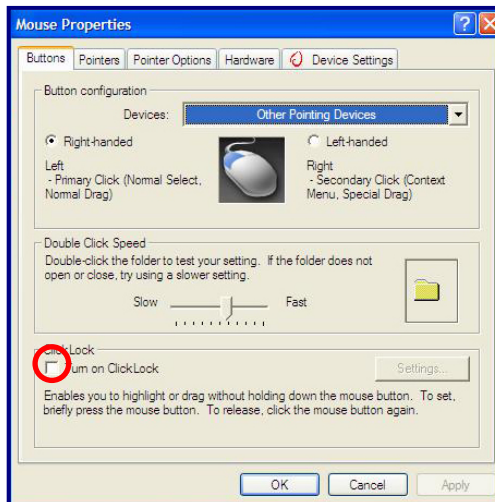 Mouse Properties
Buttons Pointers Pointer Options Hardware Device Settings
Button configuration
Devices: Other Pointing Devices
Right-handed Left-handed
Left
- Primary Click (Normal Select,
Normal Drag)
Right
- Secondary Click (Context
Menu, Special Drag)
Double Click Speed
Double-click the folder to test your setting. If the folder does not
open or close, try using a slower setting.
Slow Fast
ClickLock
Turn on ClickLock Settings...
Enables you to highlight or drag without holding down the mouse button. To set,
briefly press the mouse button. To release, click the mouse button again.
OK Cancel Apply